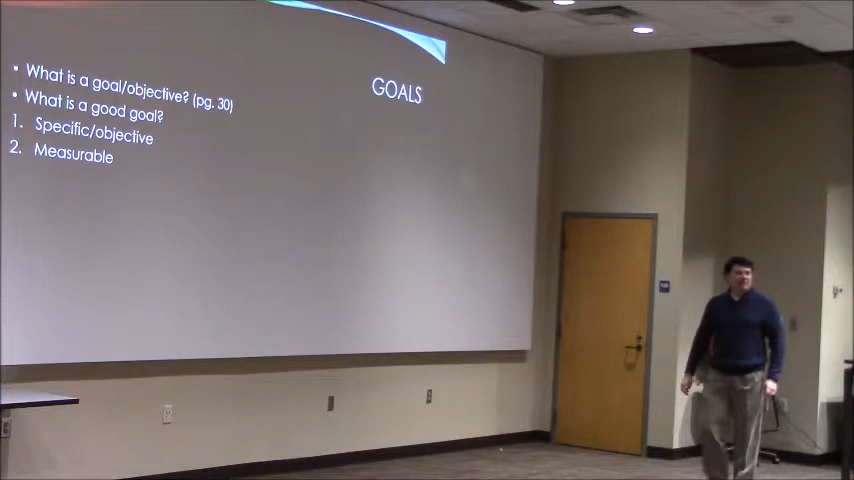 GOALS
• What is a goal/objective? (pg. 30)
• What is a good goal?
1. Specific/objective
2. Measurable